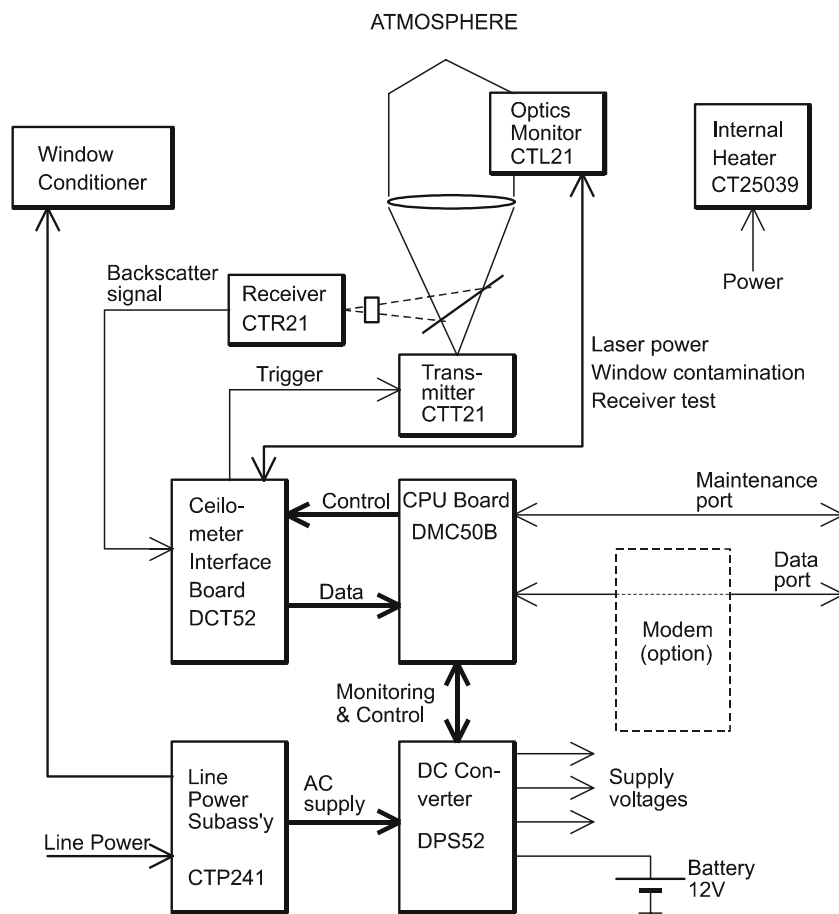 ATMOSPHERE
Optics
Monitor
CTL21
Internal
Heater
CT25039
Window
Conditioner
Power
Backscatter
signal
Receiver
CTR21
Laser power
Window contamination
Receiver test
Trigger
Trans-
mitter
CTT21
Ceilo-
meter
Interface
Board
DCT52
Control
Data
CPU Board
DMC50B
Maintenance
port
Data
port
Modem
(option)
Monitoring
& Control
Line
Power
Subass'y
CTP241
AC
supply
DC Con-
verter
DPS52
Supply
voltages
Line Power
Battery
12V